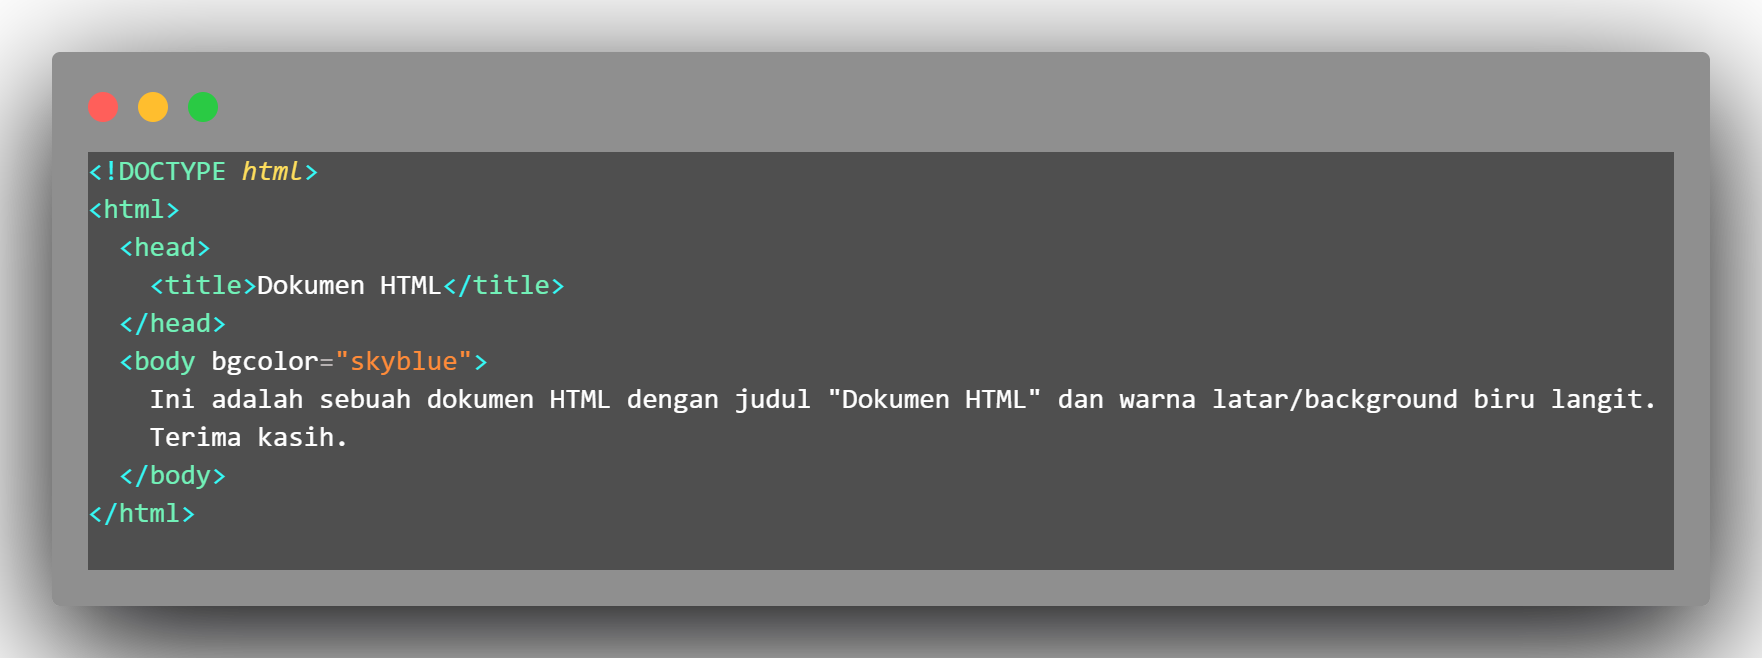 <!DOCTYPE html>
<html>
  <head>
    <title>Dokumen HTML</title>
  </head>
  <body bgcolor="skyblue">
    Ini adalah sebuah dokumen HTML dengan judul "Dokumen HTML" dan warna latar/background biru langit.
    Terima kasih.
  </body>
</html>